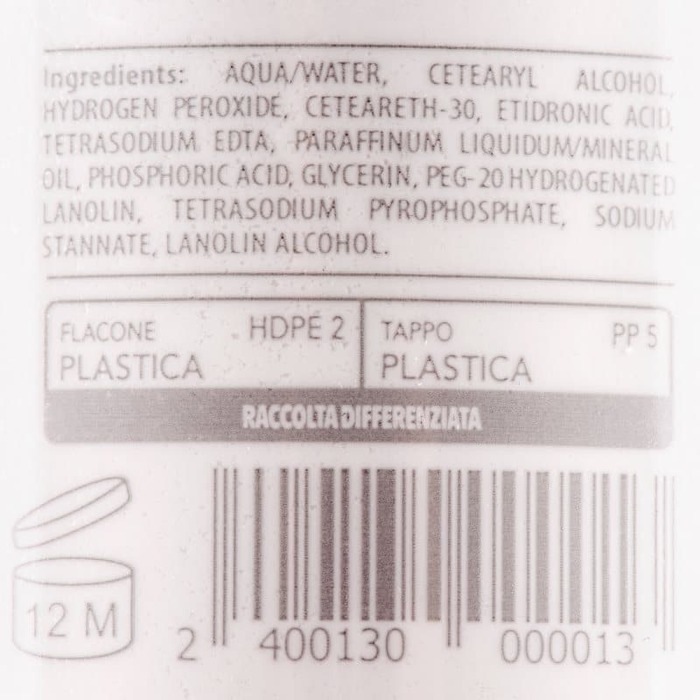 Ingredients: AQUA/WATER, CETEARYL ALCOHOL,
HYDROGEN PEROXIDE, CETEARETH-30, ETIDRONIC ACID,
TETRASODIUM EDTA, PARAFFINUM LIQUIDUM/MINERAL
OIL, PHOSPHORIC ACID, GLYCERIN, PEG-20 HYDROGENATED
LANOLIN, TETRASODIUM PYROPHOSPHATE, SODIUM
STANNATE, LANOLIN ALCOHOL.
FLACONE HDPE 2
PLASTICA
TAPPO PP 5
PLASTICA
RACCOLTA DIFFERENZIATA
12 M
2 400130 000013